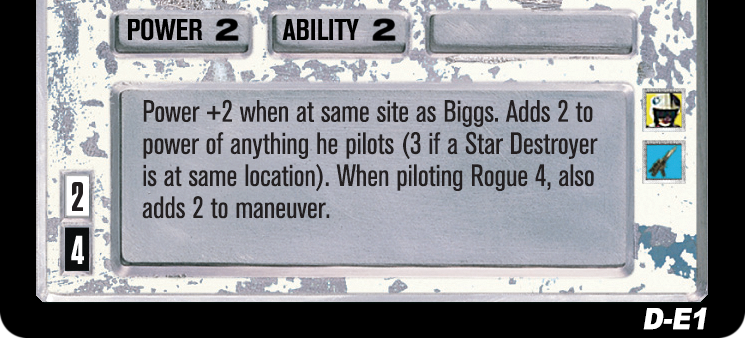 POWER 2 ABILITY 2
Power +2 when at same site as Biggs. Adds 2 to
power of anything he pilots (3 if a Star Destroyer
is at same location). When piloting Rogue 4, also
adds 2 to maneuver.
2
4
D-E1